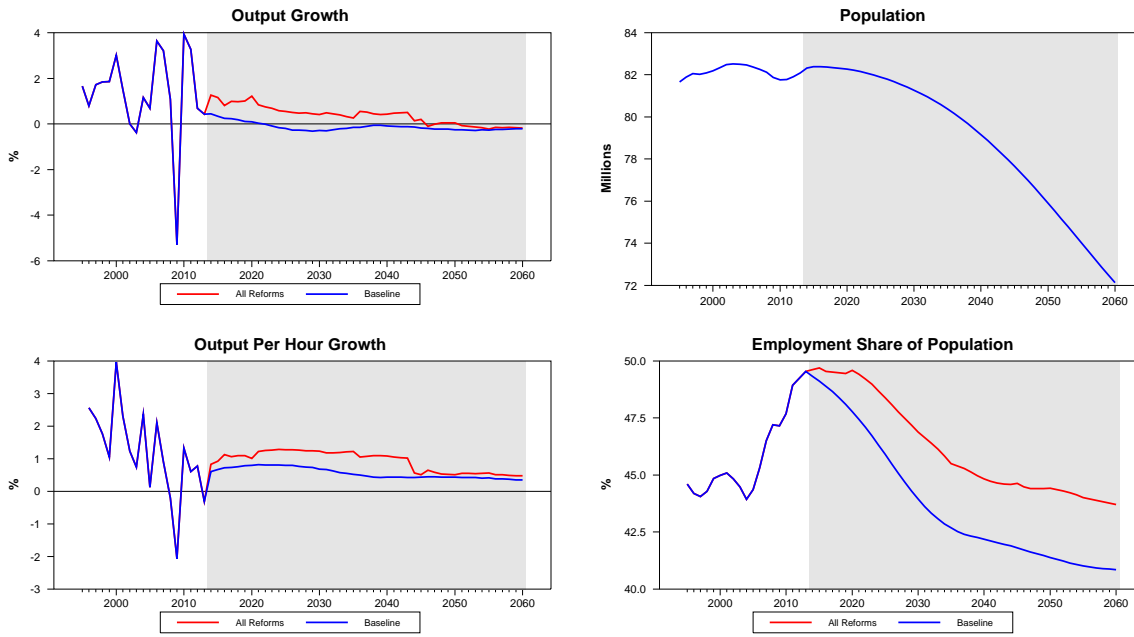 Output Growth
4
2
0
-2
-4
-6
%
2000 2010 2020 2030 2040 2050 2060
All Reforms Baseline
Population
84
82
80
78
76
74
72
Millions
2000 2010 2020 2030 2040 2050 2060
Output Per Hour Growth
4
3
2
1
0
-1
-2
-3
%
2000 2010 2020 2030 2040 2050 2060
All Reforms Baseline
Employment Share of Population
50.0
47.5
45.0
42.5
40.0
%
2000 2010 2020 2030 2040 2050 2060
All Reforms Baseline